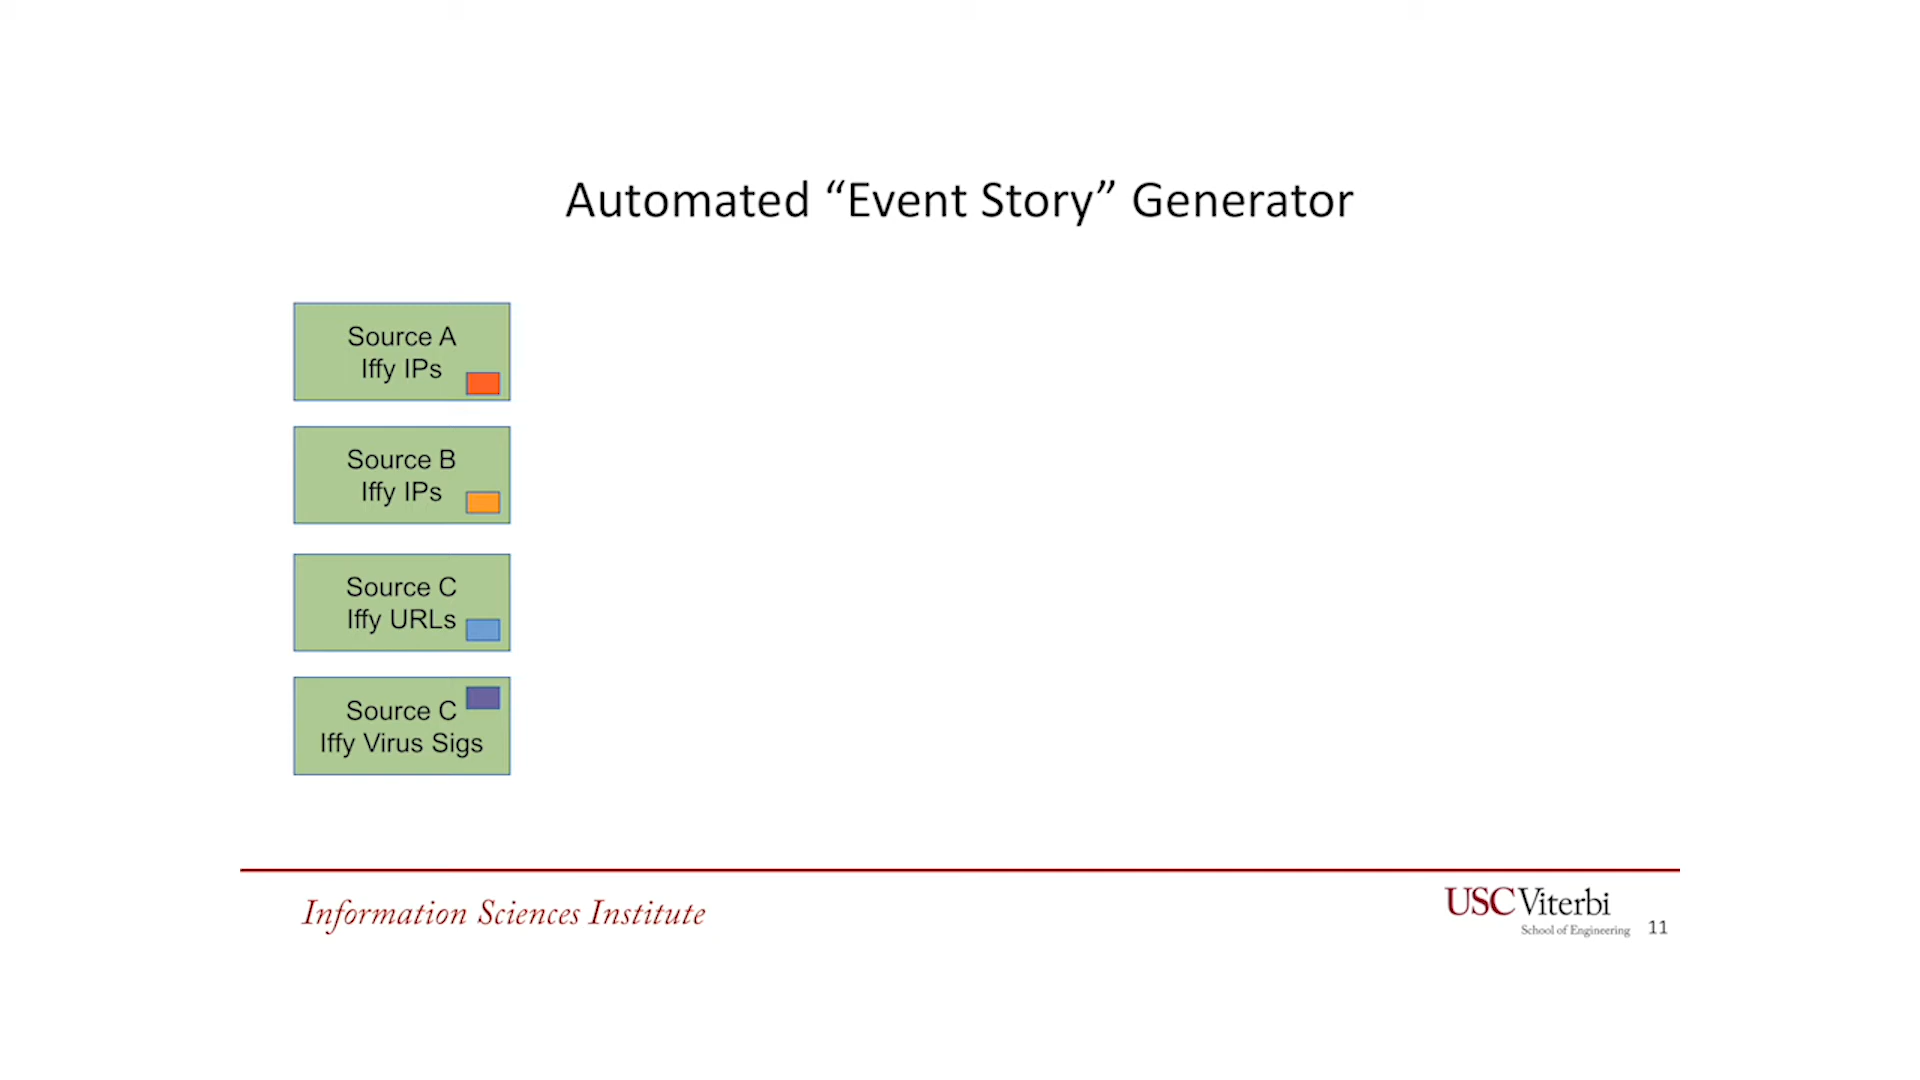 Automated “Event Story” Generator
Source A
Iffy IPs
Source B
Iffy IPs
Source C
Iffy URLs
Source C
Iffy Virus Sigs
Information Sciences Institute
USC Viterbi
School of Engineering
11